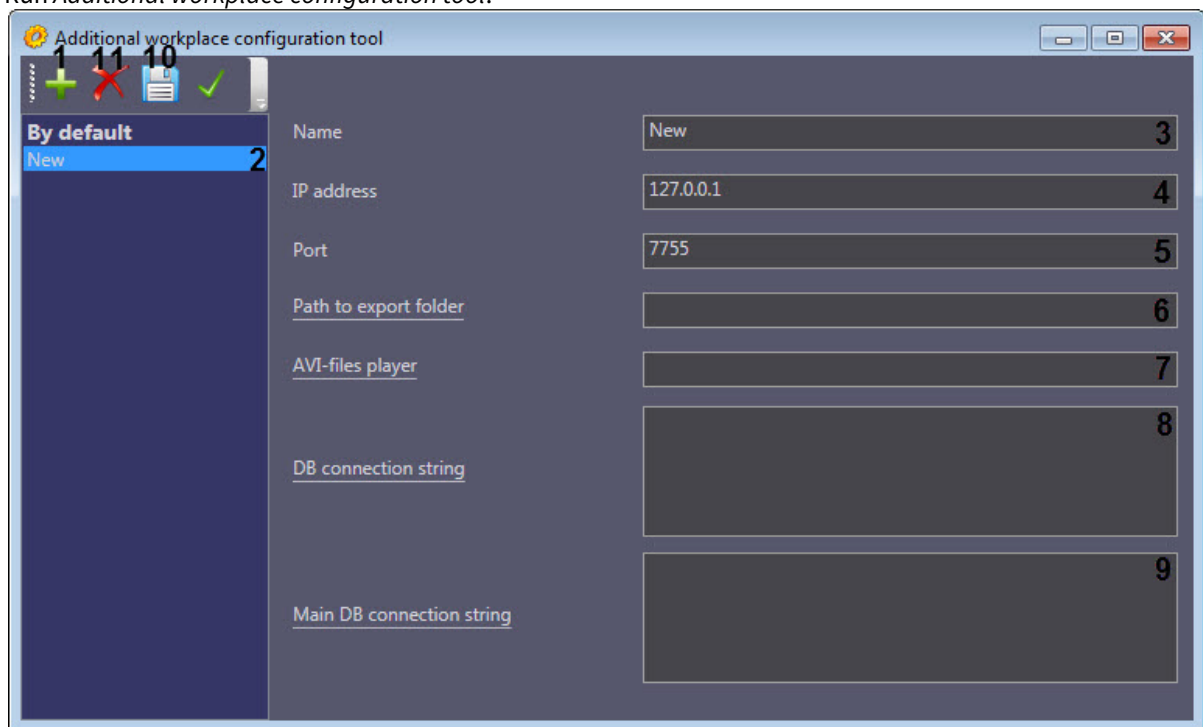 Run Additional workplace configuration tool.
Additional workplace configuration tool
1 11 10
By default
New 2
Name New 3
IP address 127.0.0.1 4
Port 7755 5
Path to export folder 6
AVI-files player 7
DB connection string 8
Main DB connection string 9